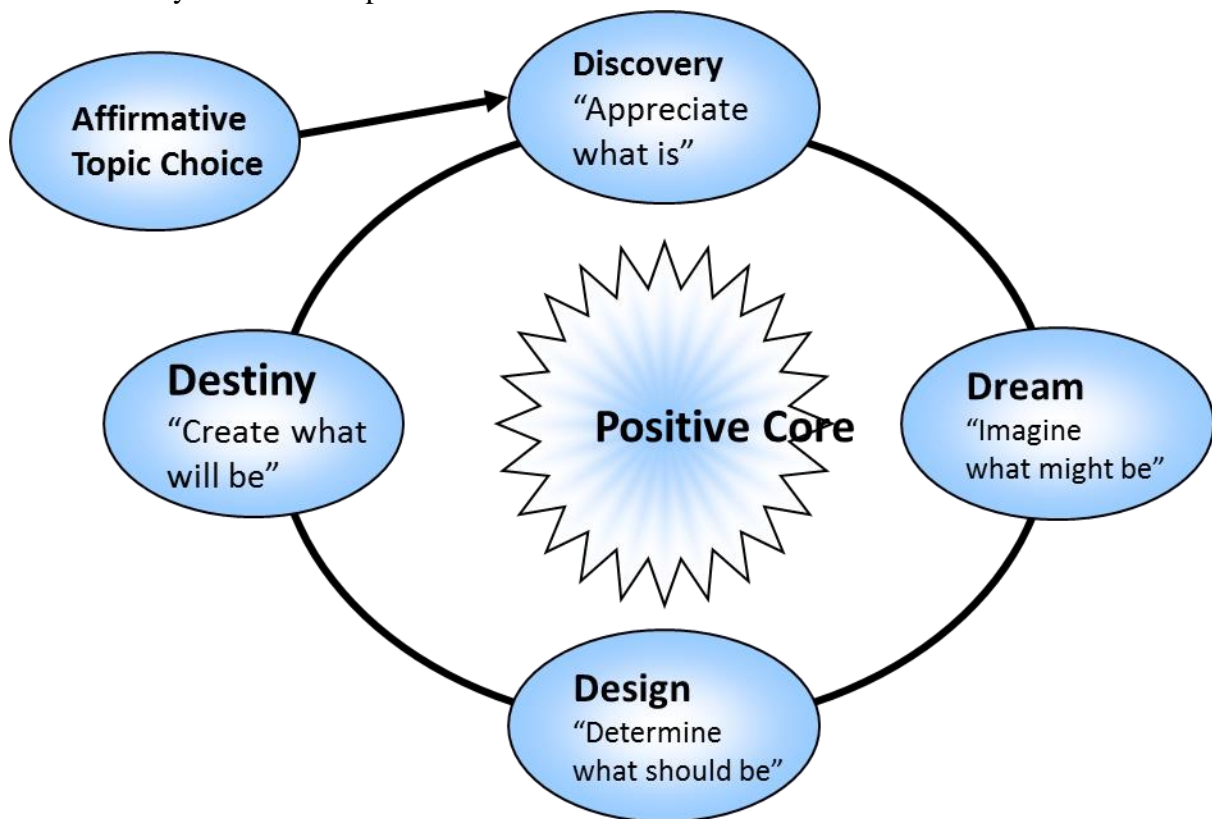 Discovery
“Appreciate
what is”
Affirmative
Topic Choice
Destiny
“Create what
will be”
Positive Core
Dream
“Imagine
what might be”
Design
“Determine
what should be”